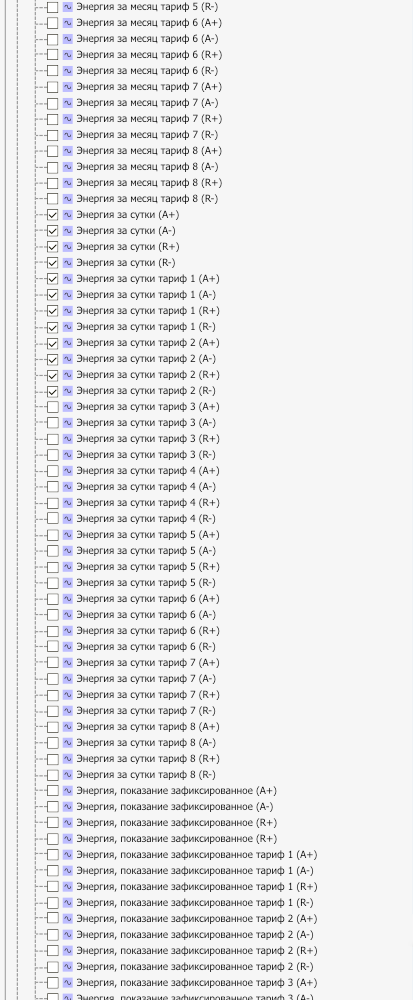 Энергия за месяц тариф 5 (R-)
Энергия за месяц тариф 6 (A+)
Энергия за месяц тариф 6 (A-)
Энергия за месяц тариф 6 (R+)
Энергия за месяц тариф 6 (R-)
Энергия за месяц тариф 7 (A+)
Энергия за месяц тариф 7 (A-)
Энергия за месяц тариф 7 (R+)
Энергия за месяц тариф 7 (R-)
Энергия за месяц тариф 8 (A+)
Энергия за месяц тариф 8 (A-)
Энергия за месяц тариф 8 (R+)
Энергия за месяц тариф 8 (R-)
Энергия за сутки (A+)
Энергия за сутки (A-)
Энергия за сутки (R+)
Энергия за сутки (R-)
Энергия за сутки тариф 1 (A+)
Энергия за сутки тариф 1 (A-)
Энергия за сутки тариф 1 (R+)
Энергия за сутки тариф 1 (R-)
Энергия за сутки тариф 2 (A+)
Энергия за сутки тариф 2 (A-)
Энергия за сутки тариф 2 (R+)
Энергия за сутки тариф 2 (R-)
Энергия за сутки тариф 3 (A+)
Энергия за сутки тариф 3 (A-)
Энергия за сутки тариф 3 (R+)
Энергия за сутки тариф 3 (R-)
Энергия за сутки тариф 4 (A+)
Энергия за сутки тариф 4 (A-)
Энергия за сутки тариф 4 (R+)
Энергия за сутки тариф 4 (R-)
Энергия за сутки тариф 5 (A+)
Энергия за сутки тариф 5 (A-)
Энергия за сутки тариф 5 (R+)
Энергия за сутки тариф 5 (R-)
Энергия за сутки тариф 6 (A+)
Энергия за сутки тариф 6 (A-)
Энергия за сутки тариф 6 (R+)
Энергия за сутки тариф 6 (R-)
Энергия за сутки тариф 7 (A+)
Энергия за сутки тариф 7 (A-)
Энергия за сутки тариф 7 (R+)
Энергия за сутки тариф 7 (R-)
Энергия за сутки тариф 8 (A+)
Энергия за сутки тариф 8 (A-)
Энергия за сутки тариф 8 (R+)
Энергия за сутки тариф 8 (R-)
Энергия, показание зафиксированное (A+)
Энергия, показание зафиксированное (A-)
Энергия, показание зафиксированное (R+)
Энергия, показание зафиксированное (R+)
Энергия, показание зафиксированное тариф 1 (A+)
Энергия, показание зафиксированное тариф 1 (A-)
Энергия, показание зафиксированное тариф 1 (R+)
Энергия, показание зафиксированное тариф 1 (R-)
Энергия, показание зафиксированное тариф 2 (A+)
Энергия, показание зафиксированное тариф 2 (A-)
Энергия, показание зафиксированное тариф 2 (R+)
Энергия, показание зафиксированное тариф 2 (R-)
Энергия, показание зафиксированное тариф 3 (A+)
Энергия, показание зафиксированное тариф 3 (A-)